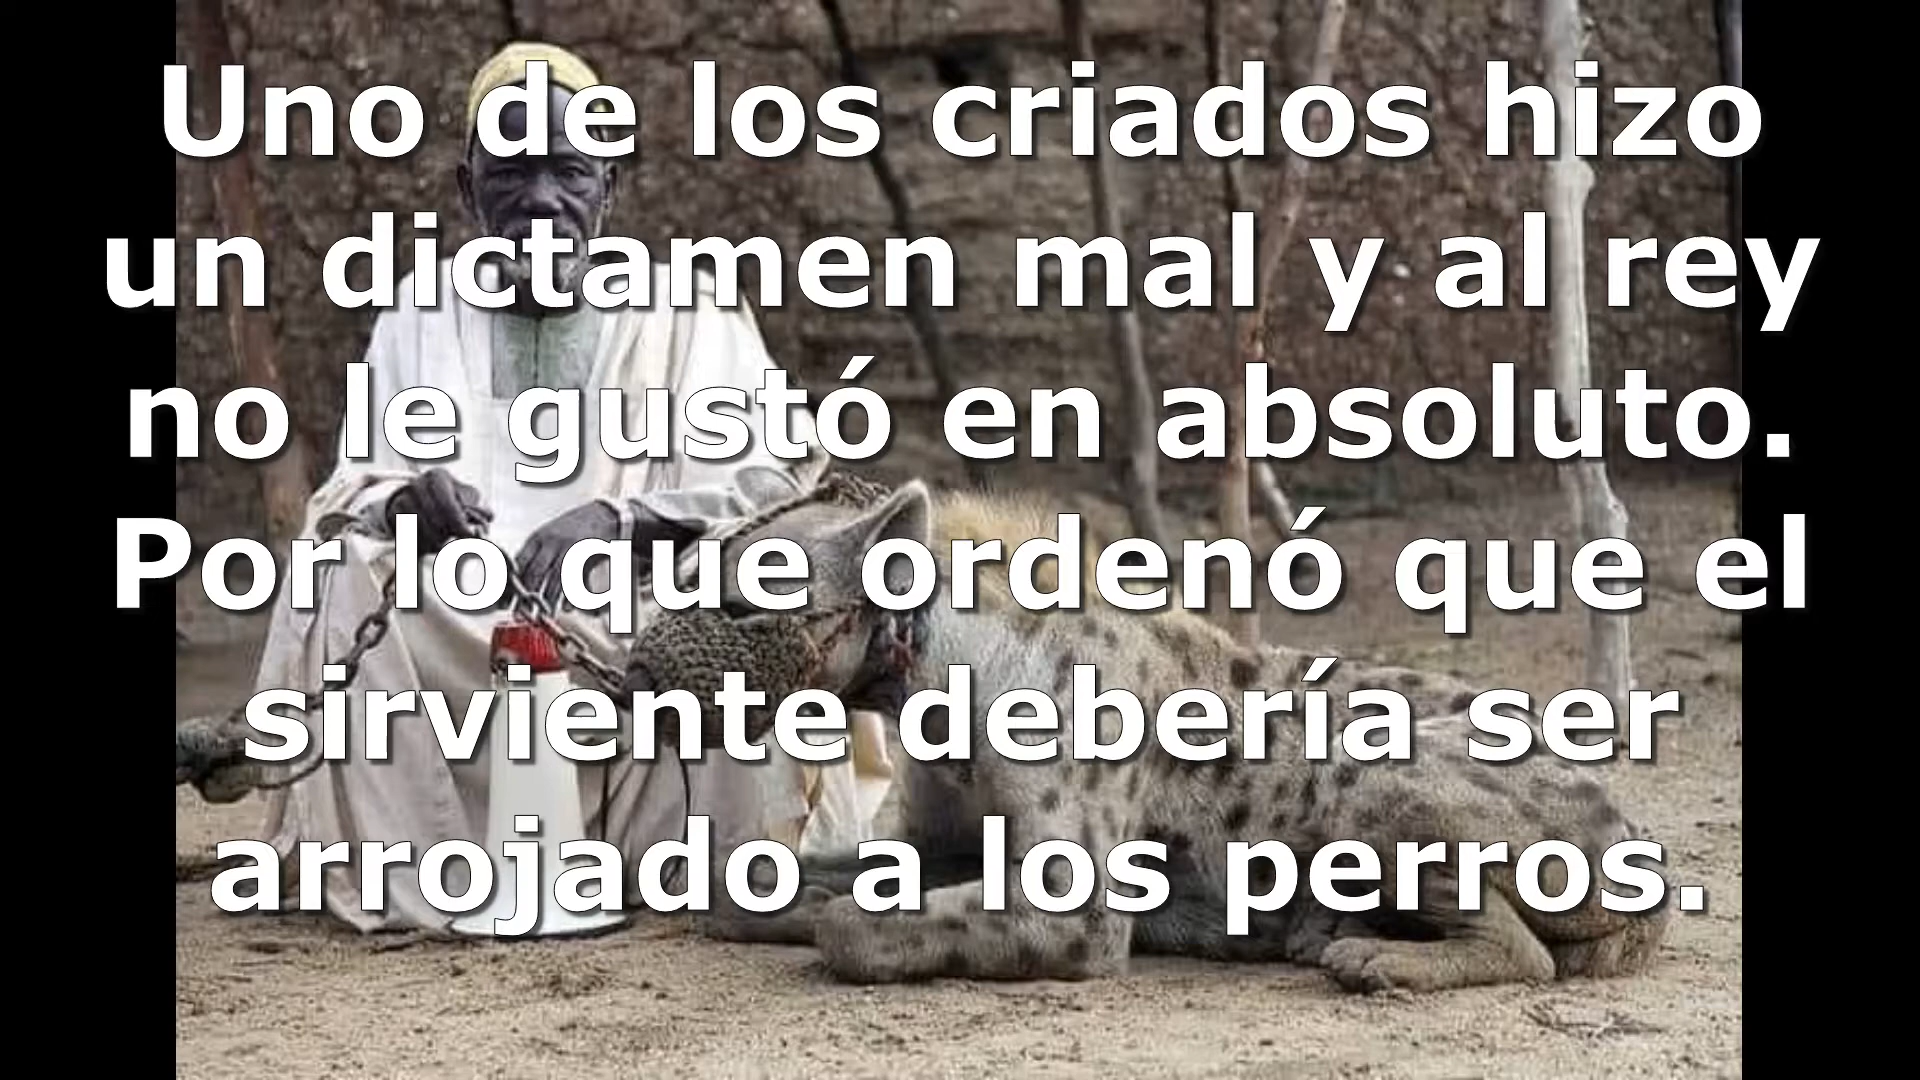 Uno de los criados hizo
un dictamen mal y al rey
no le gustó en absoluto.
Por lo que ordenó que el
sirviente debería ser
arrojado a los perros.